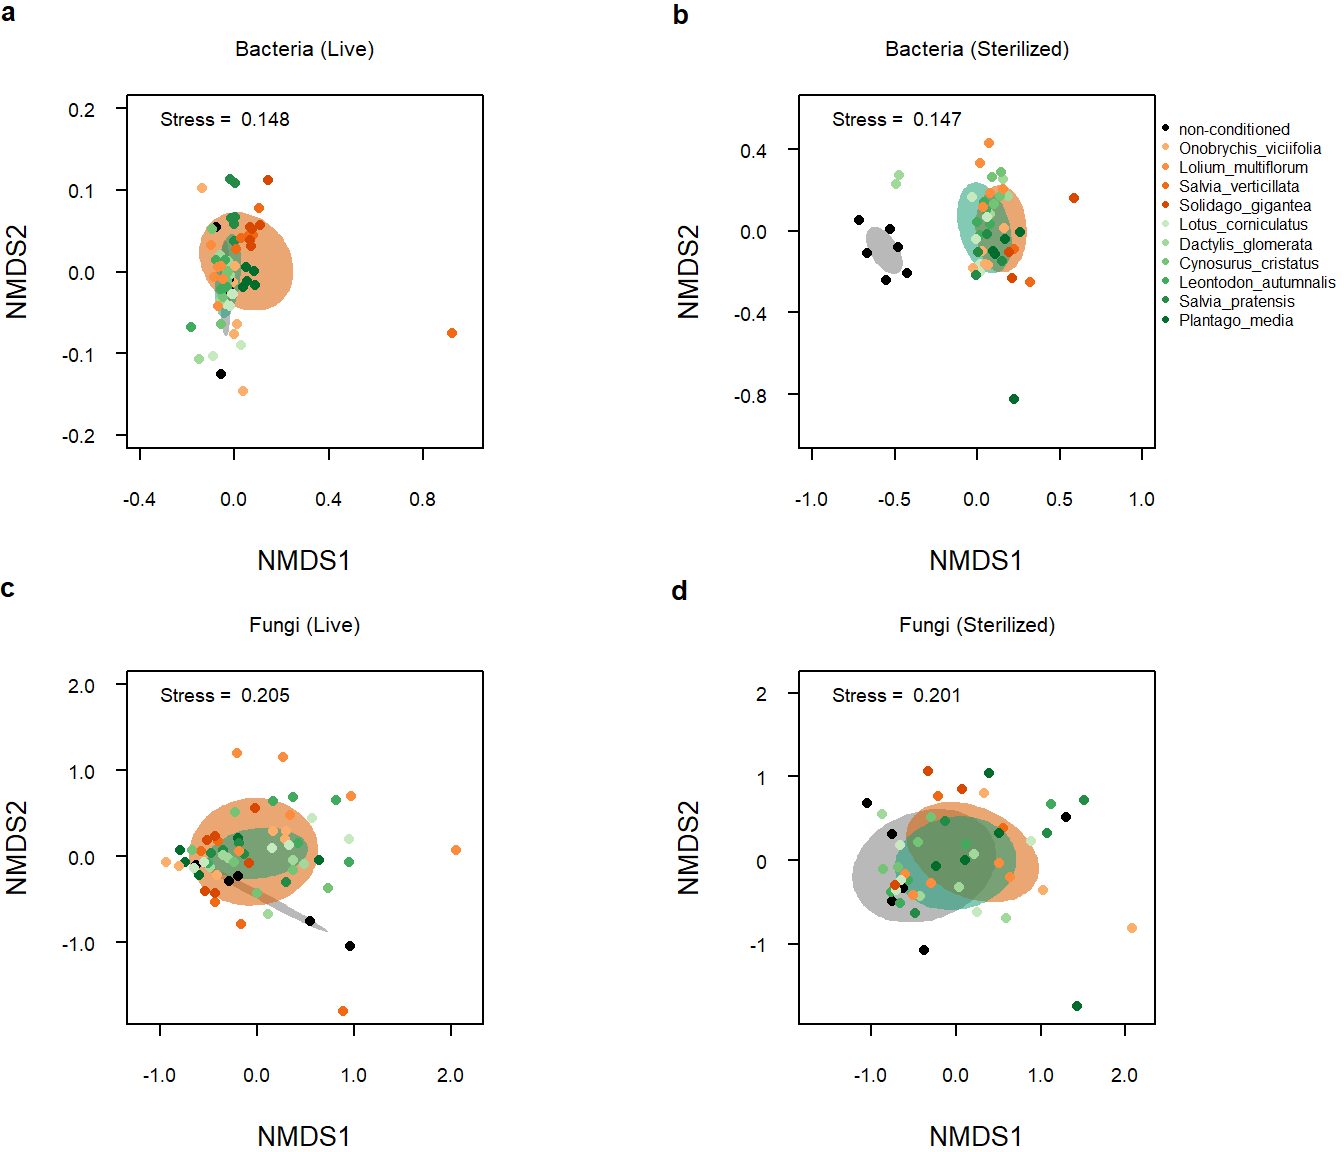 a
Bacteria (Live)
Stress = 0.148
NMDS2
0.2
0.1
0.0
-0.1
-0.2
-0.4 0.0 0.4 0.8
NMDS1
b
Bacteria (Sterilized)
Stress = 0.147
NMDS2
0.4
0.0
-0.4
-0.8
-1.0 -0.5 0.0 0.5 1.0
NMDS1
non-conditioned
Onobrychis_viciifolia
Lolium_multiflorum
Salvia_verticillata
Solidago_gigantea
Lotus_corniculatus
Dactylis_glomerata
Cynosurus_cristatus
Leontodon_autumnalis
Salvia_pratensis
Plantago_media
c
Fungi (Live)
Stress = 0.205
NMDS2
2.0
1.0
0.0
-1.0
-1.0 0.0 1.0 2.0
NMDS1
d
Fungi (Sterilized)
Stress = 0.201
NMDS2
2
1
0
-1
-1.0 0.0 1.0 2.0
NMDS1